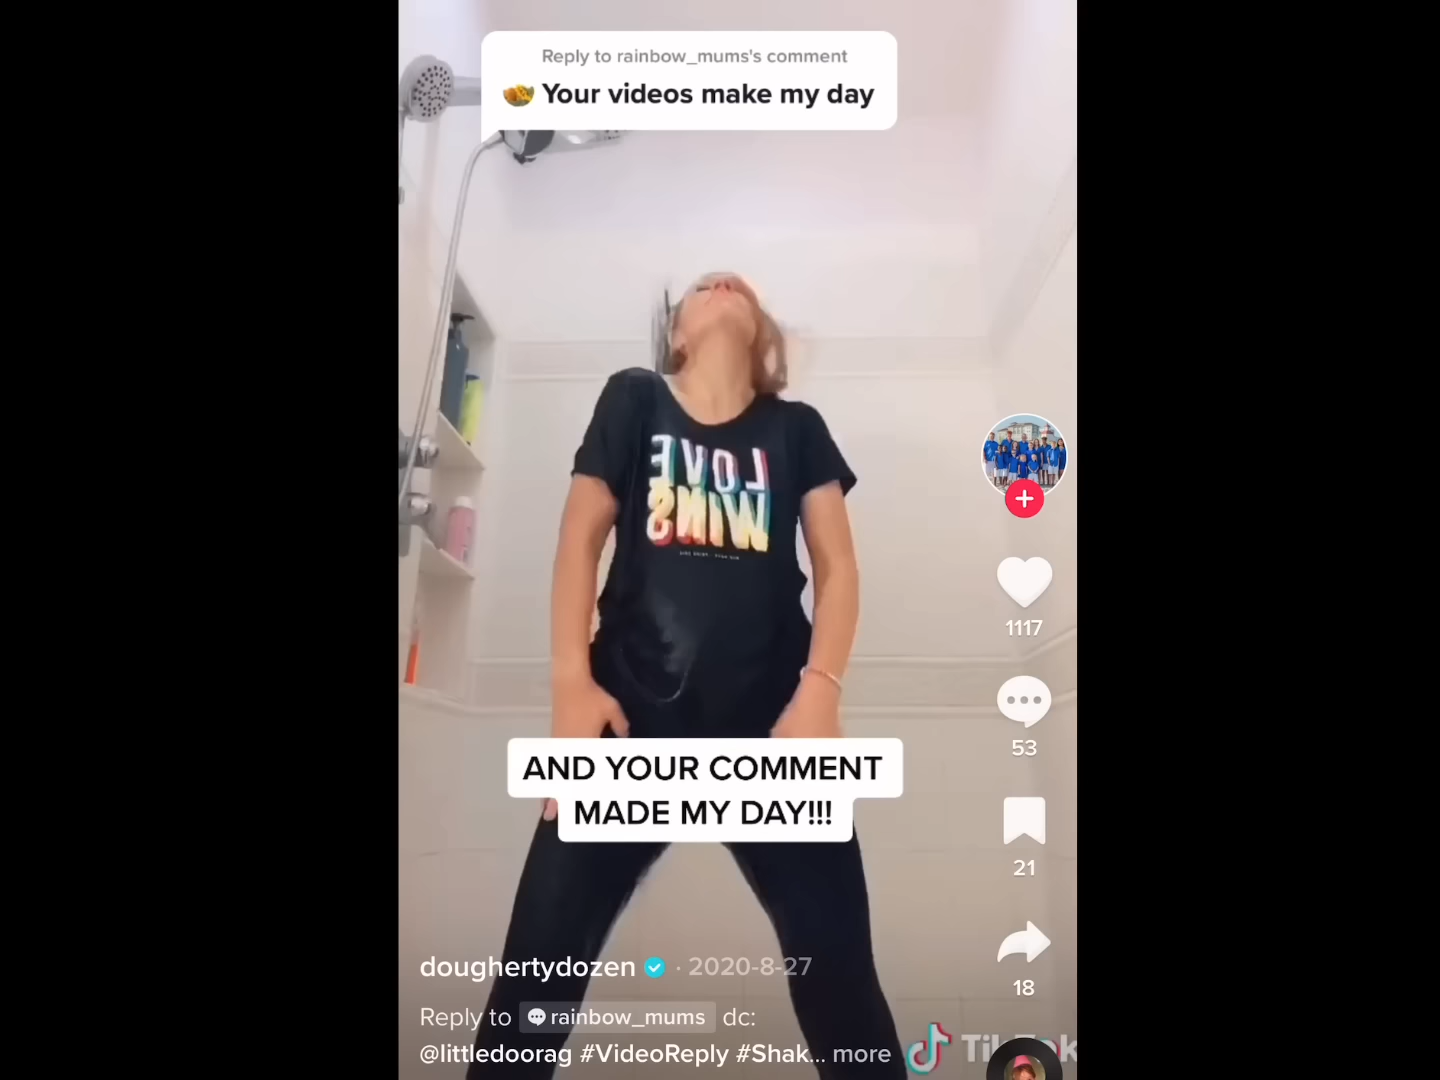 Reply to rainbow_mums's comment
Your videos make my day
LOVE
WINS
AND YOUR COMMENT
MADE MY DAY!!!
1117
53
21
18
doughertydozen · 2020-8-27
Reply to rainbow_mums dc:
@littledoorag #VideoReply #Shak... more
TikTok